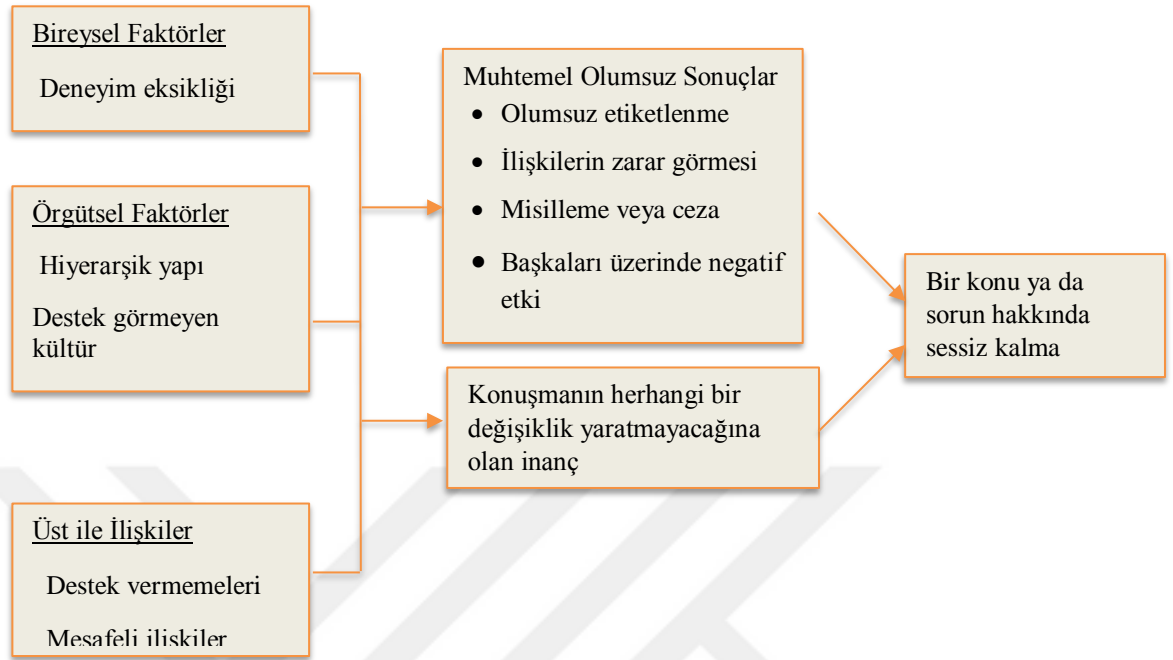 Bireysel Faktörler
Deneyim eksikliği
Örgütsel Faktörler
Hiyerarşik yapı
Destek görmeyen
kültür
Üst ile İlişkiler
Destek vermemeleri
Mesafeli ilişkiler
Muhtemel Olumsuz Sonuçlar
• Olumsuz etiketlenme
• İlişkilerin zarar görmesi
• Misilleme veya ceza
• Başkaları üzerinde negatif
etki
Konuşmanın herhangi bir
değişiklik yaratmayacağına
olan inanç
Bir konu ya da
sorun hakkında
sessiz kalma